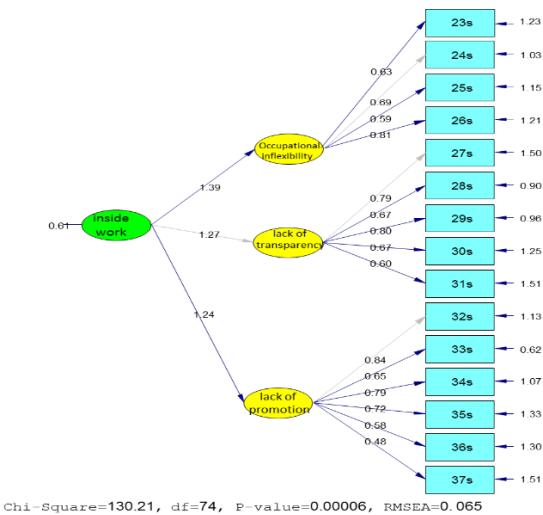 23s
1.23
24s
1.03
0.63
25s
1.15
0.69
0.59
26s
1.21
0.81
Occupational
inflexibility
27s
1.50
28s
0.90
1.39
0.79
0.67
29s
0.96
0.80
inside
work
0.61
1.27
lack of
transparency
0.67
30s
1.25
0.60
31s
1.51
32s
1.13
1.24
33s
0.62
0.84
0.65
34s
1.07
0.79
lack of
promotion
0.72
35s
1.33
0.58
36s
1.30
0.48
37s
1.51
Chi-Square=130.21, df=74, P-value=0.00006, RMSEA=0.065